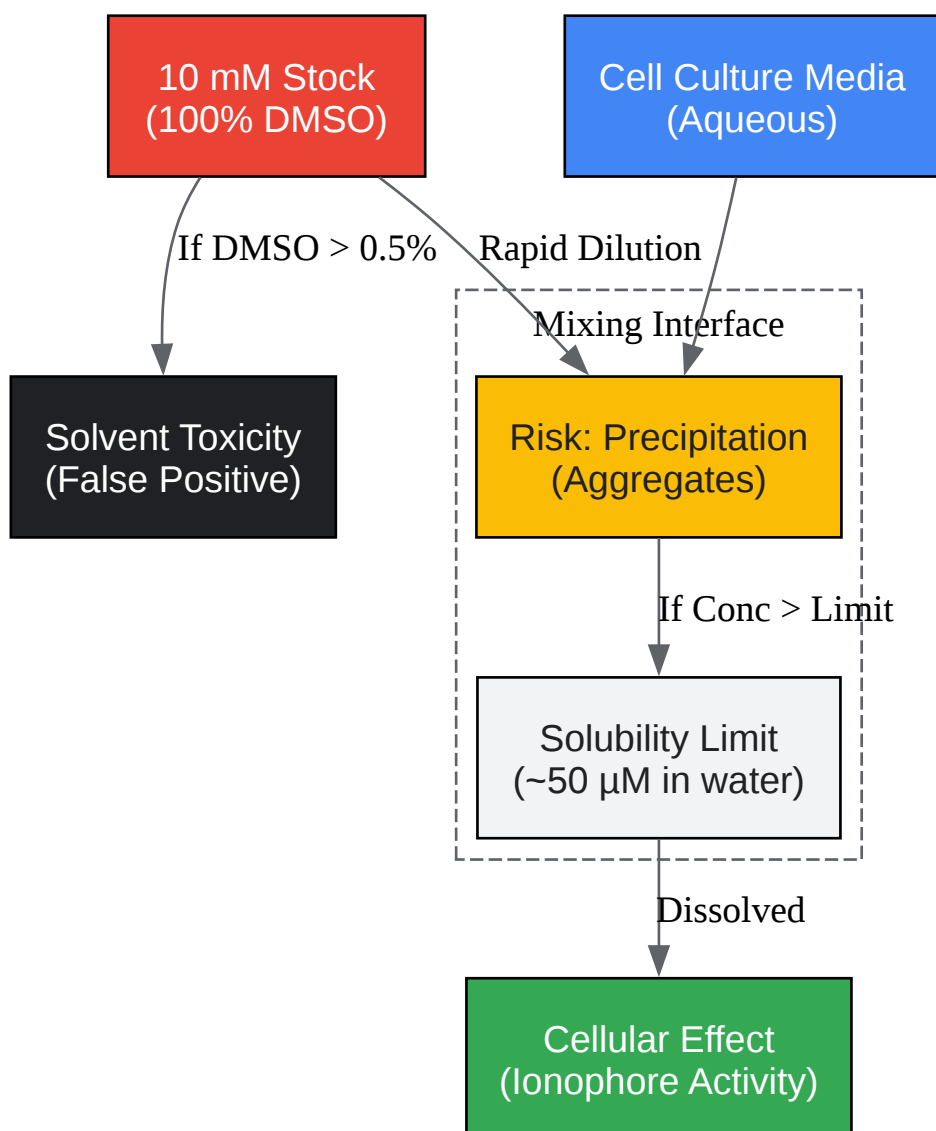 10 mM Stock
(100% DMSO)
Cell Culture Media
(Aqueous)
If DMSO > 0.5%
Rapid Dilution
Mixing Interface
Solvent Toxicity
(False Positive)
Risk: Precipitation
(Aggregates)
If Conc > Limit
Solubility Limit
(~50 µM in water)
Dissolved
Cellular Effect
(Ionophore Activity)